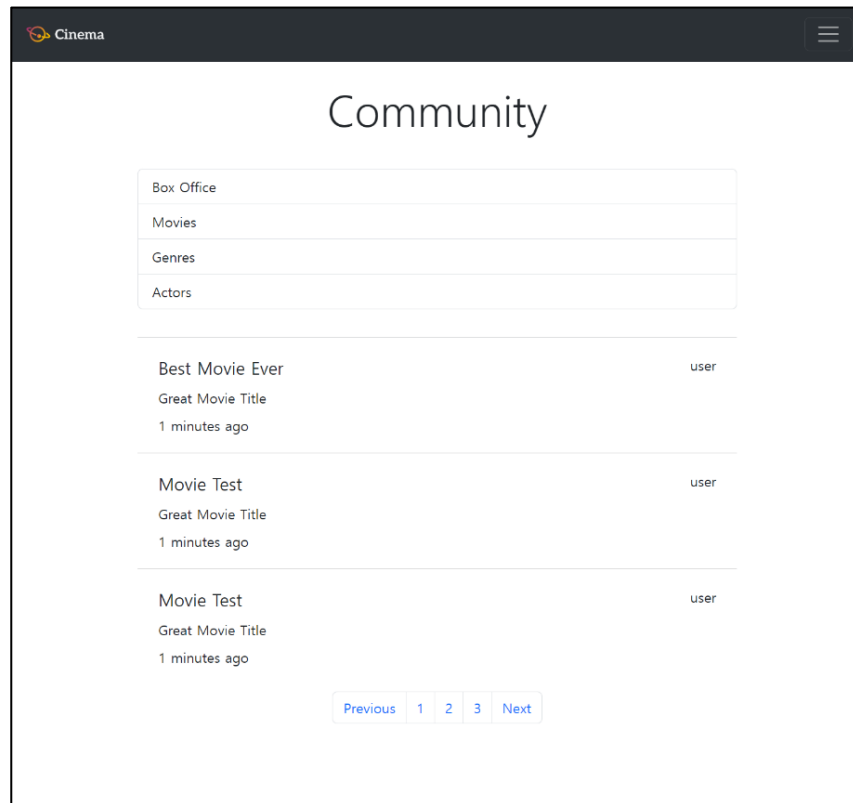 Cinema
Community
Box Office
Movies
Genres
Actors
Best Movie Ever
user
Great Movie Title
1 minutes ago
Movie Test
user
Great Movie Title
1 minutes ago
Movie Test
user
Great Movie Title
1 minutes ago
Previous 1 2 3 Next